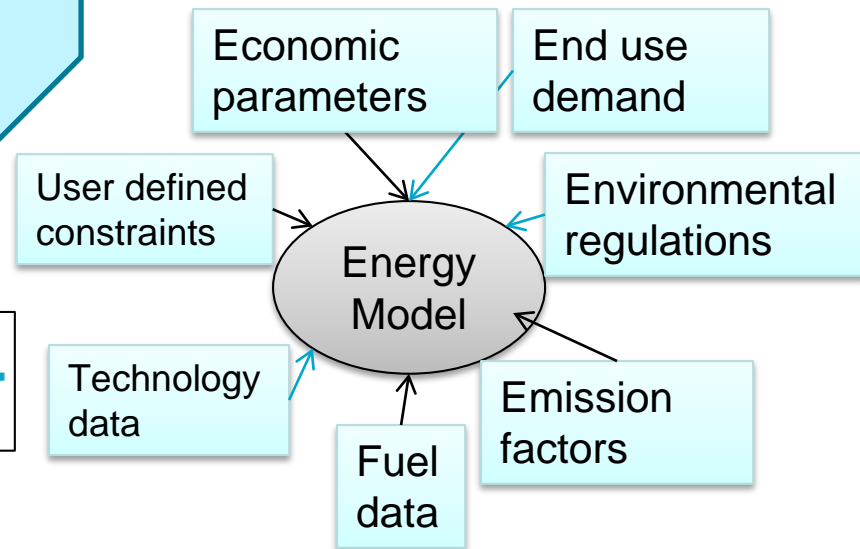 Economic
parameters
End use
demand
User defined
constraints
Environmental
regulations
Energy
Model
Technology
data
Emission
factors
Fuel
data